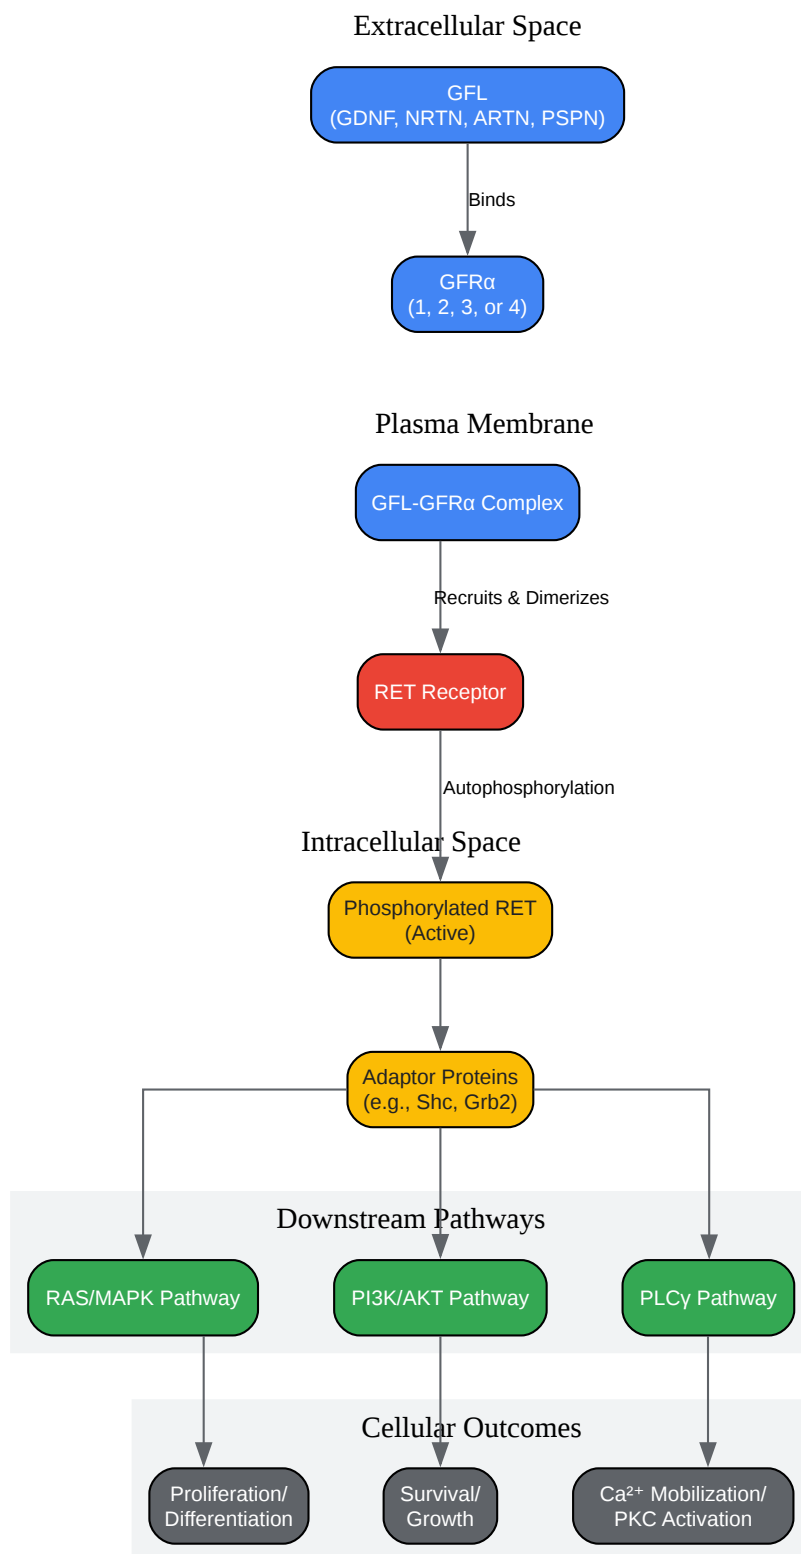 Extracellular Space
GFL
(GDNF, NRTN, ARTN, PSPN)
Binds
GFRα
(1, 2, 3, or 4)
Plasma Membrane
GFL-GFRα Complex
Recruits & Dimerizes
RET Receptor
Autophosphorylation
Intracellular Space
Phosphorylated RET
(Active)
Adaptor Proteins
(e.g., Shc, Grb2)
Downstream Pathways
RAS/MAPK Pathway
PI3K/AKT Pathway
PLCγ Pathway
Cellular Outcomes
Proliferation/
Differentiation
Survival/
Growth
Ca²⁺ Mobilization/
PKC Activation